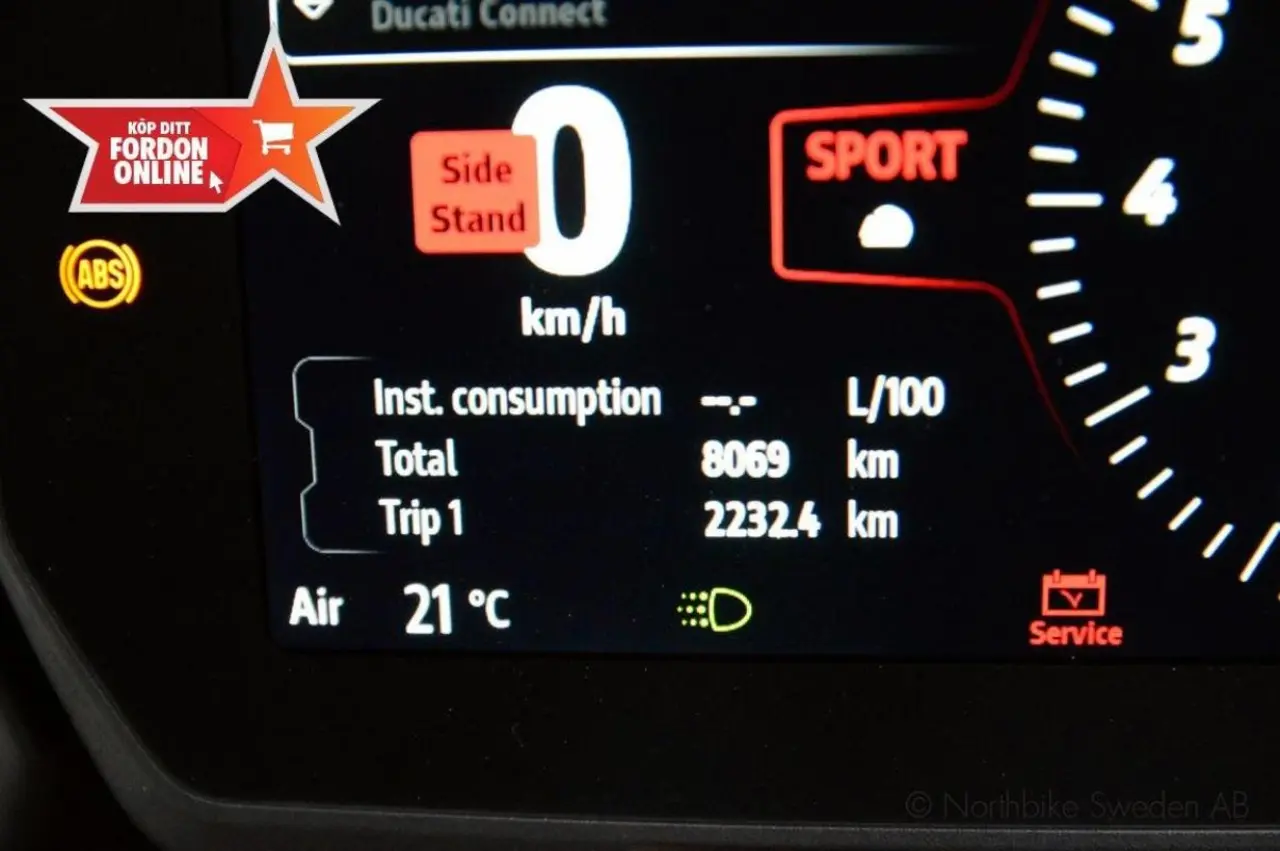 Ducati Connect
5
KÖP DITT
FORDON
ONLINE
0
Side
Stand
SPORT
4
ABS
km/h
3
Inst. consumption --.- L/100
Total 8069 km
Trip 1 2232.4 km
Air 21 °C
Service
© Northbike Sweden AB